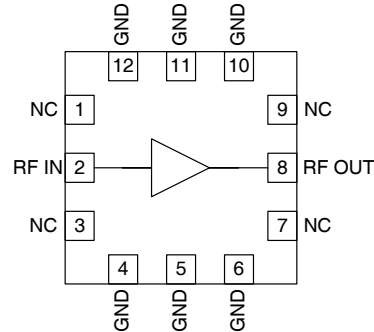 GND GND GND
12 11 10
NC 1 9 NC
RF IN 2 8 RF OUT
NC 3 7 NC
4 5 6
GND GND GND